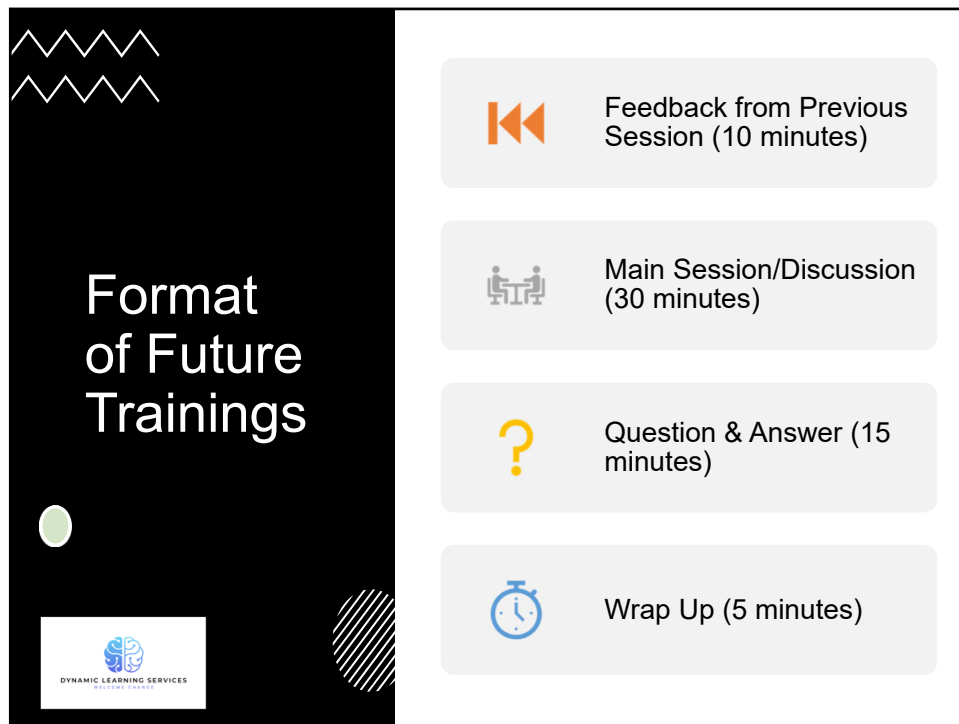 Format
of Future
Trainings
DYNAMIC LEARNING SERVICES
WELCOME CHANGE
Feedback from Previous
Session (10 minutes)
Main Session/Discussion
(30 minutes)
Question & Answer (15
minutes)
Wrap Up (5 minutes)